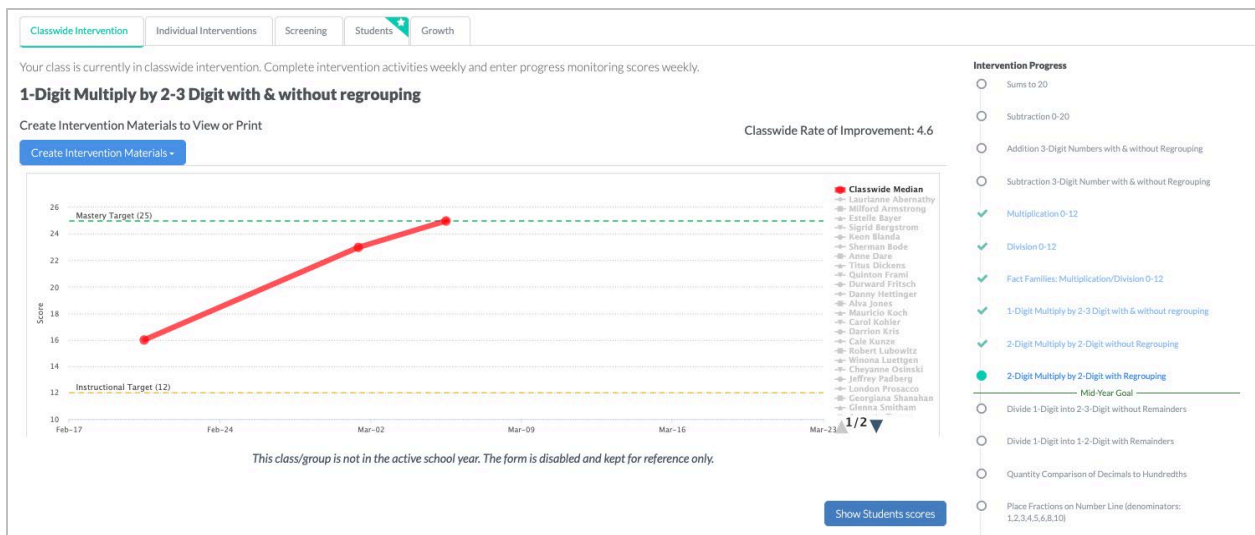 Classwide Intervention
Individual Interventions
Screening
Students
Growth
Your class is currently in classwide intervention. Complete intervention activities weekly and enter progress monitoring scores weekly.
1-Digit Multiply by 2-3 Digit with & without regrouping
Create Intervention Materials to View or Print
Classwide Rate of Improvement: 4.6
Create Intervention Materials
Score
26
24
22
20
18
16
14
12
10
Mastery Target (25)
Instructional Target (12)
Feb-17
Feb-24
Mar-02
Mar-09
Mar-16
Mar-23
Classwide Median
Laurianne Abernathy
Milford Armstrong
Estelle Bayer
Sigrid Bergstrom
Keon Blanda
Sherman Bode
Anne Dare
Titus Dickens
Quinton Frami
Durward Fritsch
Danny Hettinger
Alva Jones
Mauricio Koch
Carol Kohler
Darrion Kris
Cale Kunze
Robert Lubowitz
Winona Luettgen
Cheyanne Osinski
Jeffrey Padberg
London Prosacco
Georgiana Shanahan
Glenna Smitham
1/2
This class/group is not in the active school year. The form is disabled and kept for reference only.
Show Students scores
Intervention Progress
Sums to 20
Subtraction 0-20
Addition 3-Digit Numbers with & without Regrouping
Subtraction 3-Digit Number with & without Regrouping
Multiplication 0-12
Division 0-12
Fact Families: Multiplication/Division 0-12
1-Digit Multiply by 2-3 Digit with & without regrouping
2-Digit Multiply by 2-Digit without Regrouping
2-Digit Multiply by 2-Digit with Regrouping
Mid-Year Goal
Divide 1-Digit into 2-3-Digit without Remainders
Divide 1-Digit into 1-2-Digit with Remainders
Quantity Comparison of Decimals to Hundredths
Place Fractions on Number Line (denominators:
1,2,3,4,5,6,8,10)